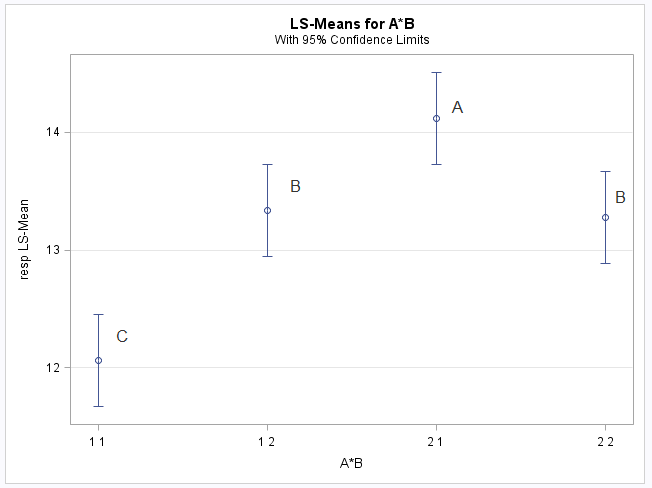 LS-Means for A*B
With 95% Confidence Limits
A
14
B
B
resp LS-Mean
13
C
12
1 1
1 2
2 1
2 2
A*B